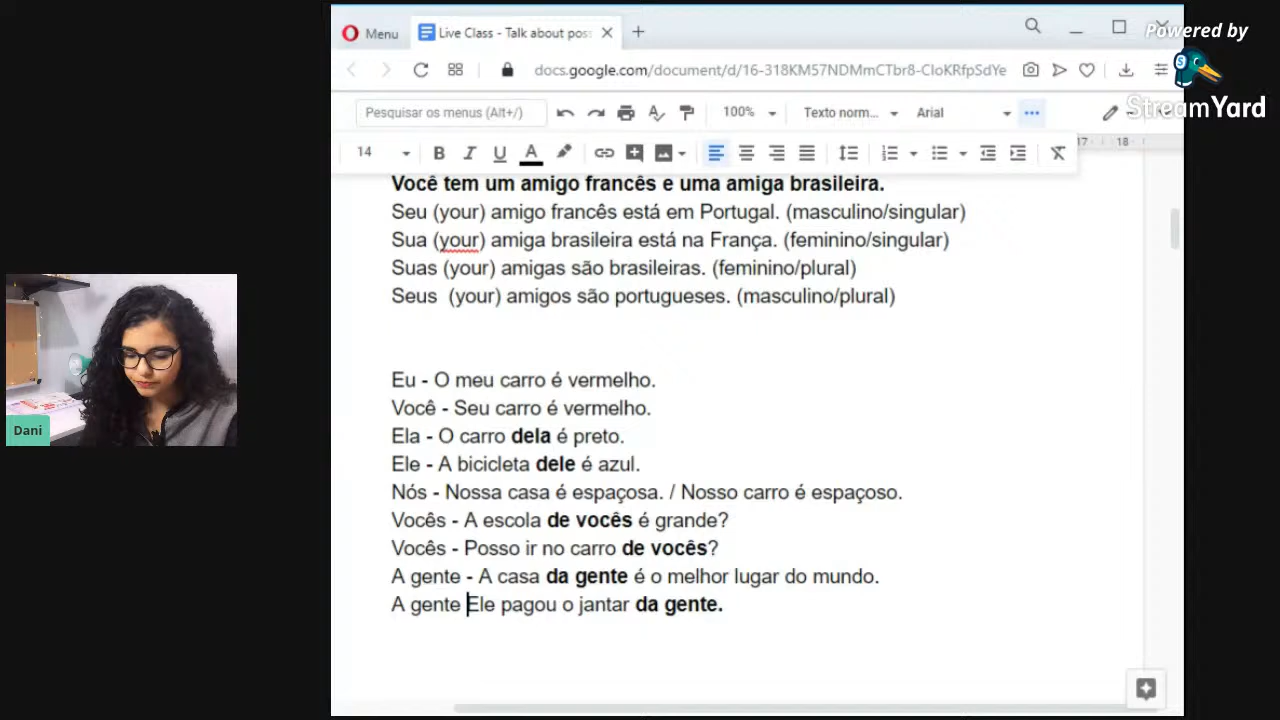 Powered by
StreamYard
Menu
Live Class - Talk about poss
docs.google.com/document/d/16-318KM57NDMmCTbr8-CIoKRfpSdYe
Pesquisar os menus (Alt+/)
100%
Texto norm...
Arial
14
17
18
Você tem um amigo francês e uma amiga brasileira.
Seu (your) amigo francês está em Portugal. (masculino/singular)
Sua (your) amiga brasileira está na França. (feminino/singular)
Suas (your) amigas são brasileiras. (feminino/plural)
Seus (your) amigos são portugueses. (masculino/plural)
Eu - O meu carro é vermelho.
Você - Seu carro é vermelho.
Ela - O carro dela é preto.
Ele - A bicicleta dele é azul.
Nós - Nossa casa é espaçosa. / Nosso carro é espaçoso.
Vocês - A escola de vocês é grande?
Vocês - Posso ir no carro de vocês?
A gente - A casa da gente é o melhor lugar do mundo.
A gente Ele pagou o jantar da gente.
Dani